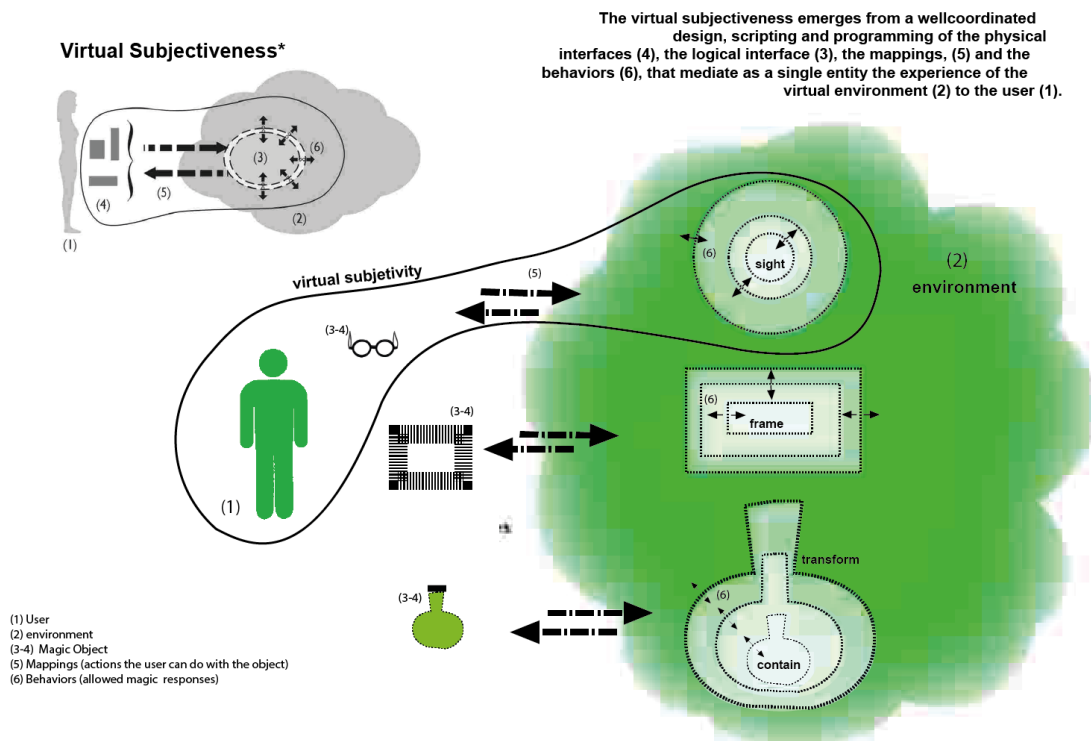 The virtual subjectiveness emerges from a wellcoordinated
design, scripting and programming of the physical
interfaces (4), the logical interface (3), the mappings, (5) and the
behaviors (6), that mediate as a single entity the experience of the
virtual environment (2) to the user (1).
Virtual Subjectiveness*
(6)
(3)
(4)
(5)
(2)
(1)
virtual subjetivity
(5)
(6)
sight
(2)
environment
(3-4)
(3-4)
(6)
frame
(1)
transform
(3-4)
(6)
contain
(1) User
(2) environment
(3-4) Magic Object
(5) Mappings (actions the user can do with the object)
(6) Behaviors (allowed magic responses)